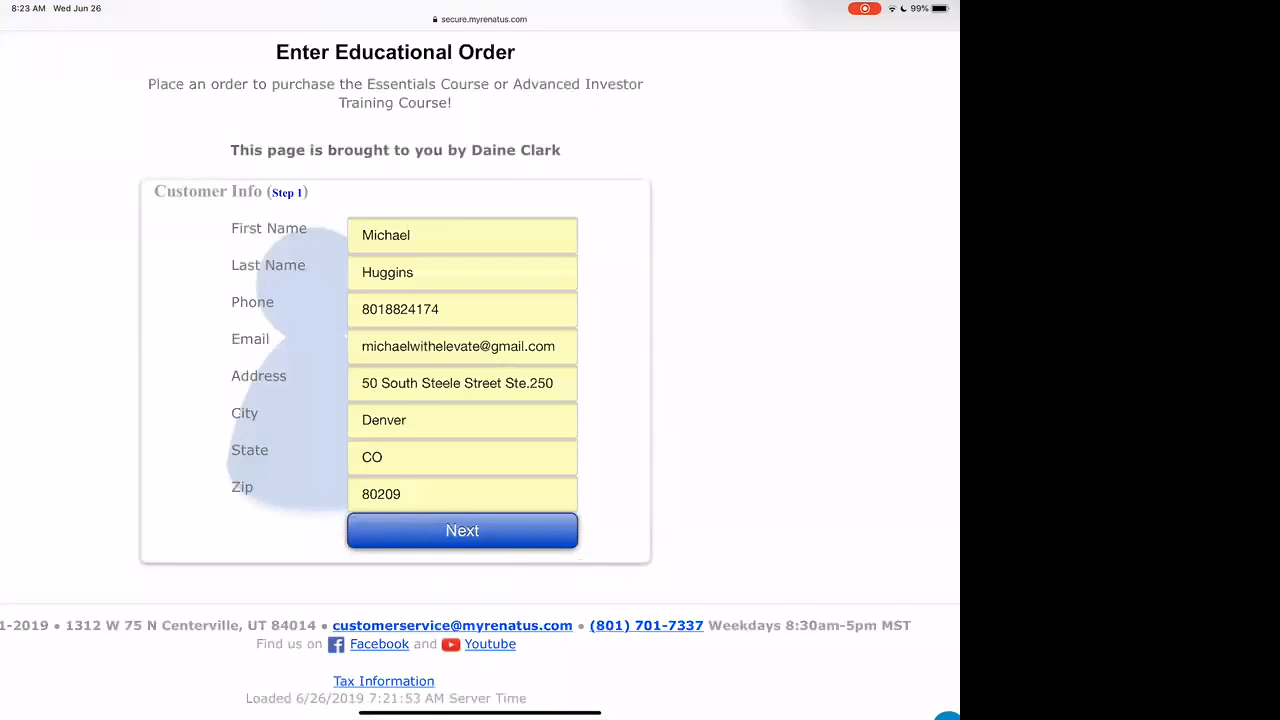 8:23 AM Wed Jun 26
99%
secure.myrenatus.com
Enter Educational Order
Place an order to purchase the Essentials Course or Advanced Investor
Training Course!
This page is brought to you by Daine Clark
Customer Info (Step 1)
First Name Michael
Last Name Huggins
Phone 8018824174
Email michaelwithelevate@gmail.com
Address 50 South Steele Street Ste.250
City Denver
State CO
Zip 80209
Next
1-2019 • 1312 W 75 N Centerville, UT 84014 • customerservice@myrenatus.com • (801) 701-7337 Weekdays 8:30am-5pm MST
Find us on Facebook and Youtube
Tax Information
Loaded 6/26/2019 7:21:53 AM Server Time